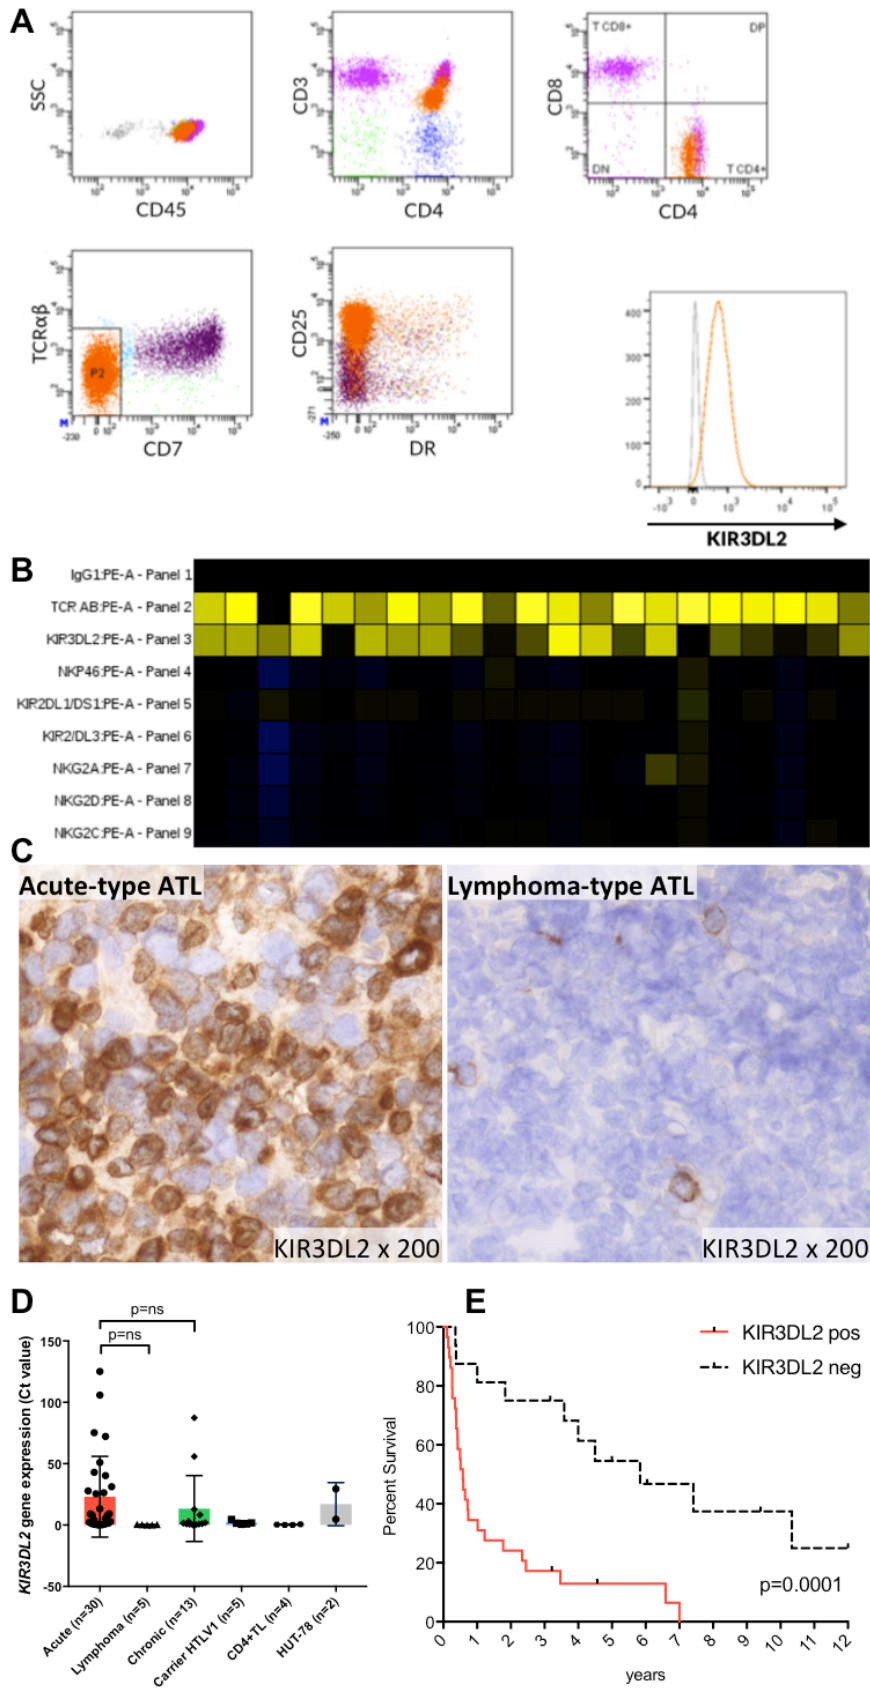 A
SSC
CD45
CD3
CD4
CD8
T CD8+
DP
DN
T CD4+
CD4
TCRαβ
P2
CD7
CD25
DR
400
300
200
100
0
KIR3DL2
B
IgG1:PE-A - Panel 1
TCR AB:PE-A - Panel 2
KIR3DL2:PE-A - Panel 3
NKP46:PE-A - Panel 4
KIR2DL1/DS1:PE-A - Panel 5
KIR2/DL3:PE-A - Panel 6
NKG2A:PE-A - Panel 7
NKG2D:PE-A - Panel 8
NKG2C:PE-A - Panel 9
C
Acute-type ATL
Lymphoma-type ATL
KIR3DL2 x 200
KIR3DL2 x 200
D
p=ns
p=ns
KIR3DL2 gene expression (Ct value)
150
100
50
0
-50
Acute (n=30)
Lymphoma (n=5)
Chronic (n=13)
Carrier HTLV1 (n=5)
CD4+TL (n=4)
HUT-78 (n=2)
E
KIR3DL2 pos
KIR3DL2 neg
Percent Survival
100
80
60
40
20
0
p=0.0001
0 1 2 3 4 5 6 7 8 9 10 11 12
years